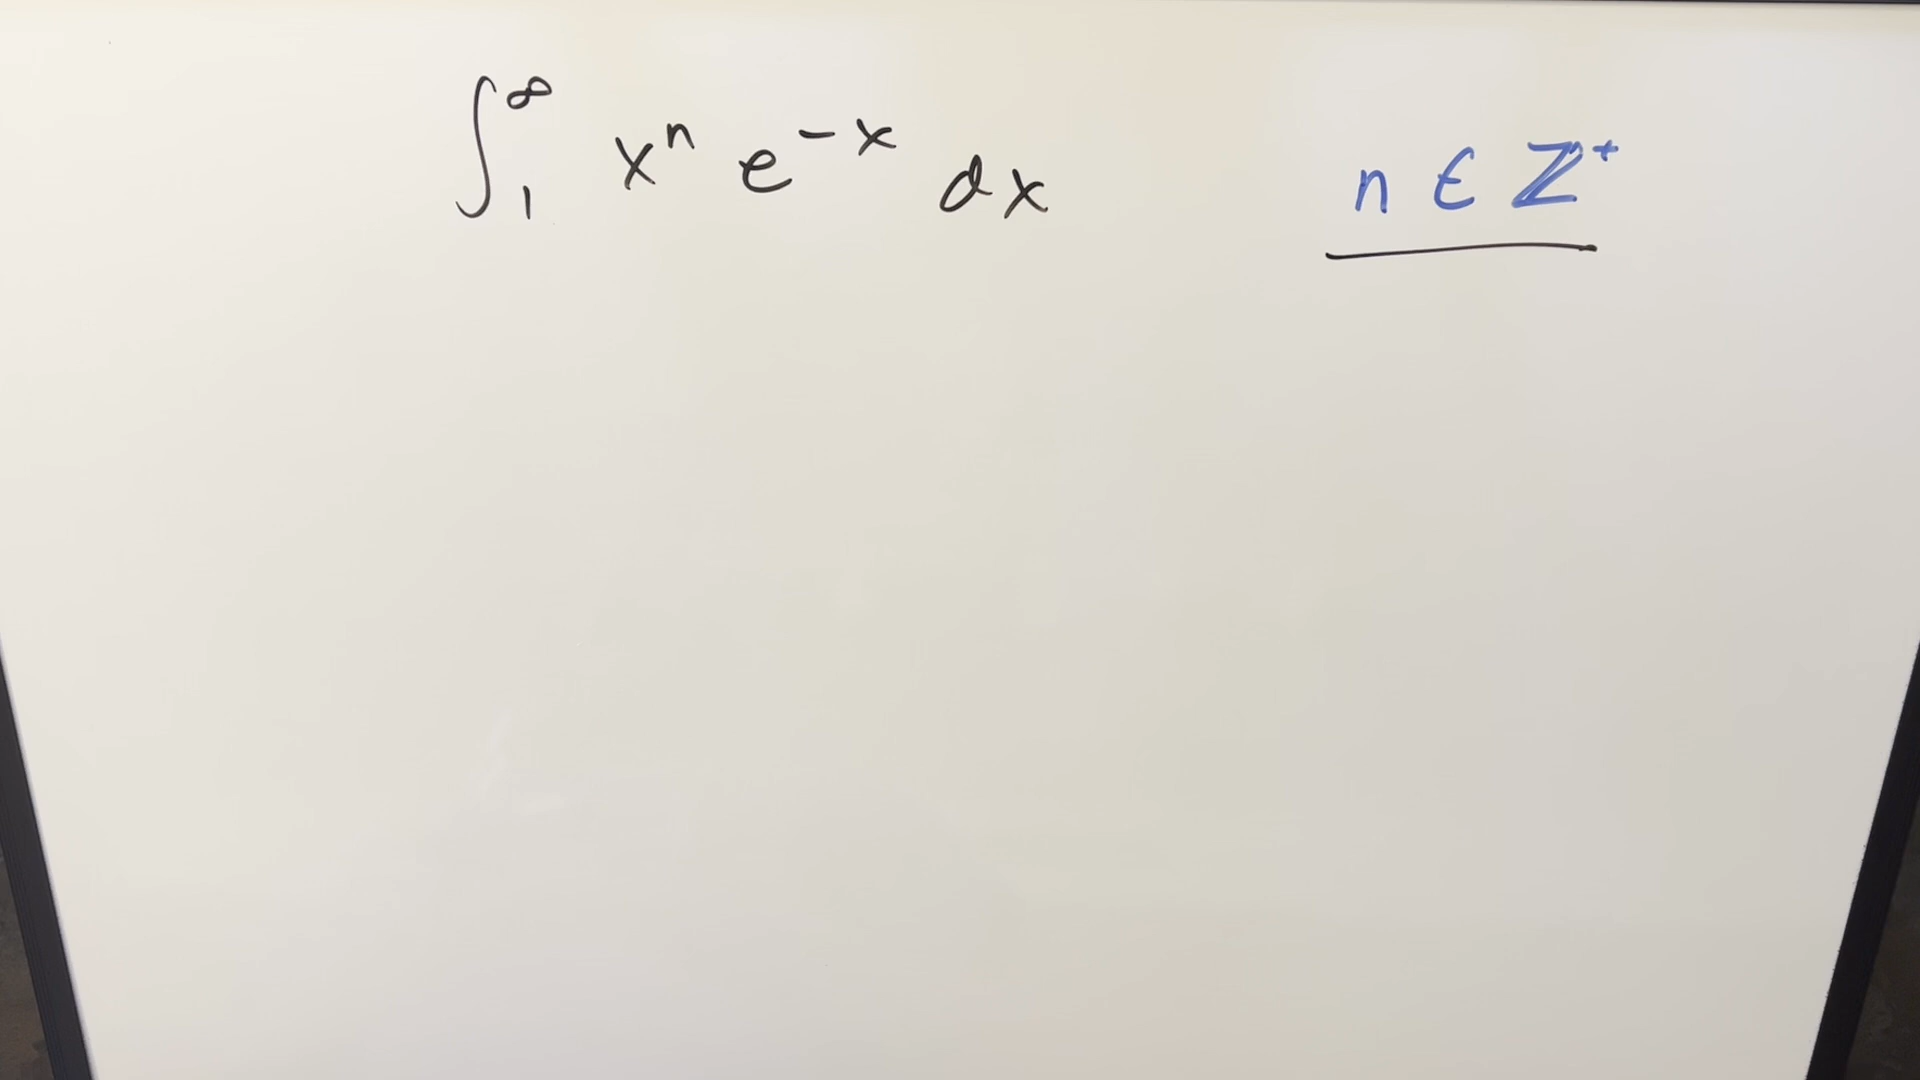 ∫₁^∞ xⁿ e⁻ˣ dx n ∈ ℤ⁺